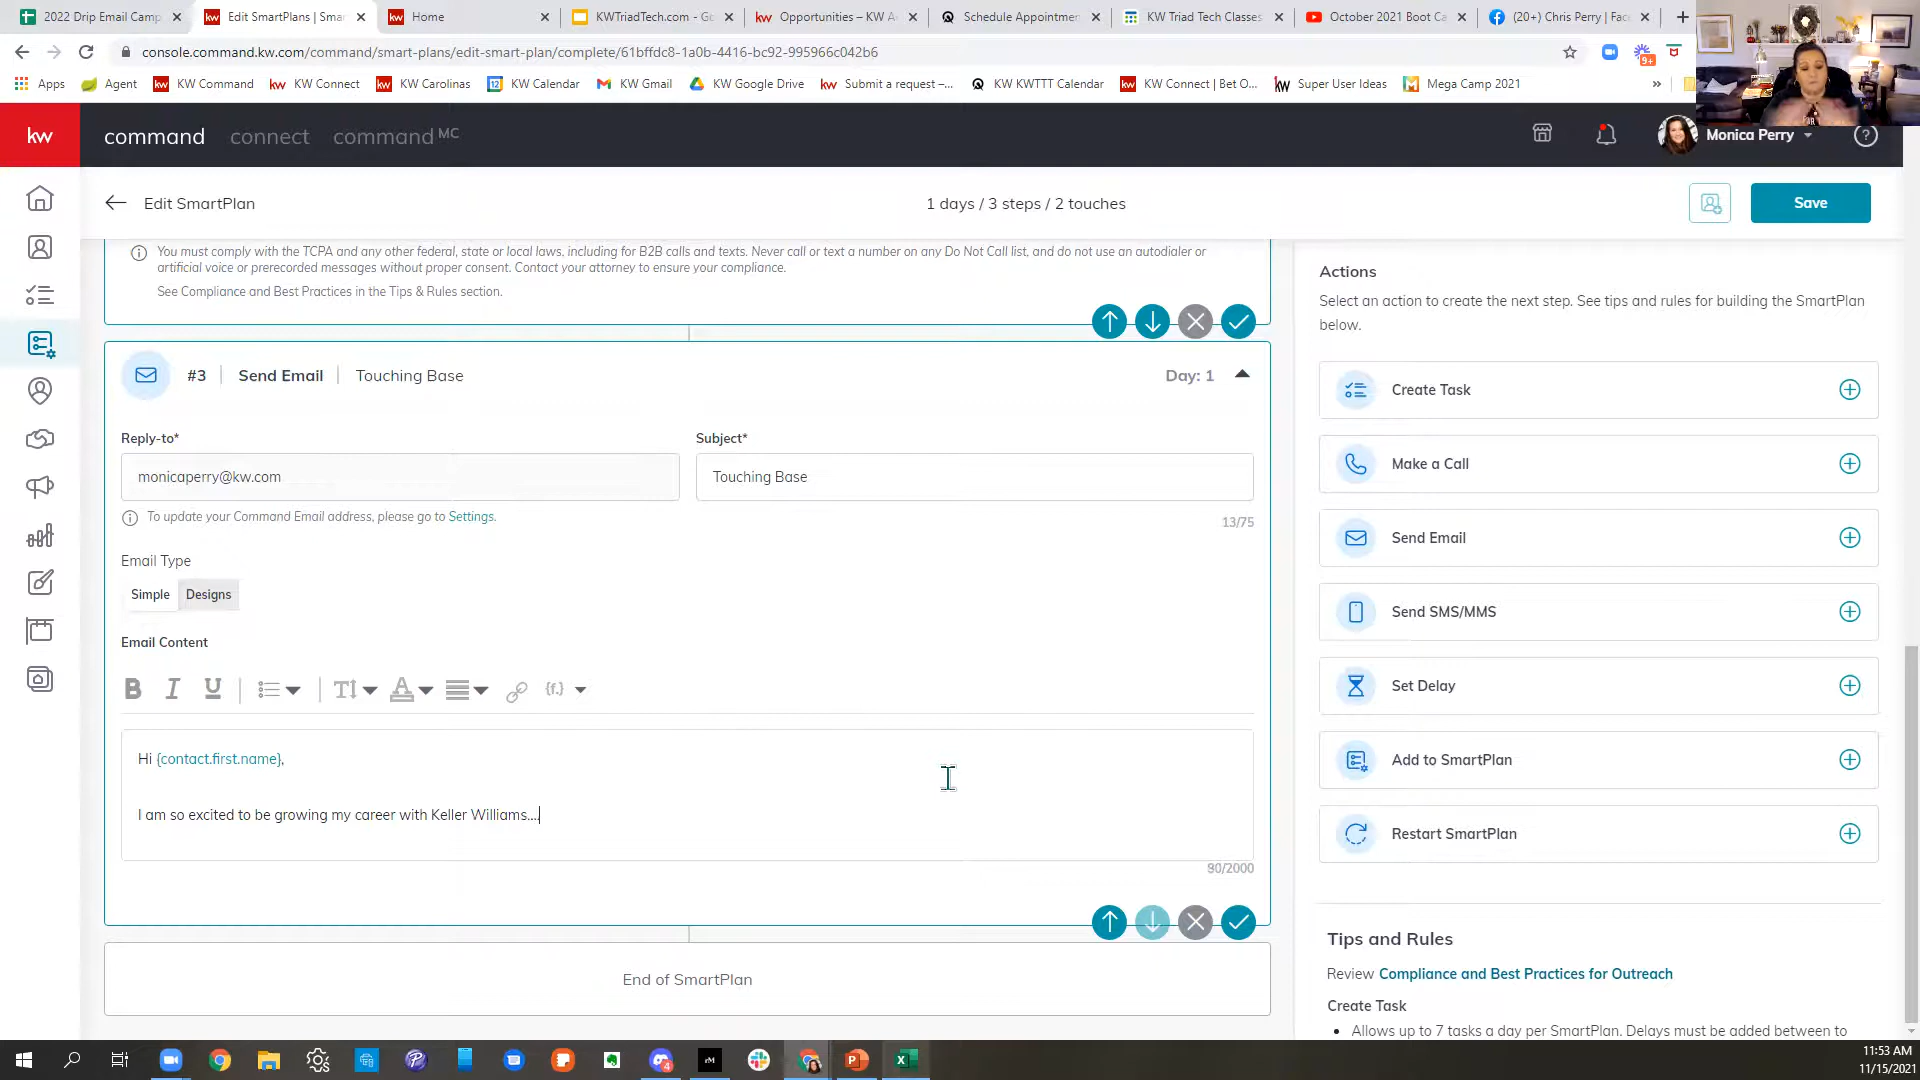 2022 Drip Email Camp
Edit SmartPlans | Smar
Home
KWTriadTech.com - Go
Opportunities – KW A
Schedule Appointmen
KW Triad Tech Classes
October 2021 Boot Ca
(20+) Chris Perry | Fac
console.command.kw.com/command/smart-plans/edit-smart-plan/complete/61bffdc8-1a0b-4416-bc92-995966c042b6
9+
Apps
Agent
KW Command
KW Connect
KW Carolinas
KW Calendar
KW Gmail
KW Google Drive
Submit a request –...
KW KWTTT Calendar
KW Connect | Bet O...
Super User Ideas
Mega Camp 2021
»
kw
command
connect
command MC
Monica Perry
Edit SmartPlan
1 days / 3 steps / 2 touches
Save
You must comply with the TCPA and any other federal, state or local laws, including for B2B calls and texts. Never call or text a number on any Do Not Call list, and do not use an autodialer or
artificial voice or prerecorded messages without proper consent. Contact your attorney to ensure your compliance.
See Compliance and Best Practices in the Tips & Rules section.
#3
Send Email
Touching Base
Day: 1
Reply-to*
Subject*
monicaperry@kw.com
Touching Base
To update your Command Email address, please go to Settings.
13/75
Email Type
Simple
Designs
Email Content
B I U
Hi {contact.first.name},
I am so excited to be growing my career with Keller Williams....
90/2000
End of SmartPlan
Actions
Select an action to create the next step. See tips and rules for building the SmartPlan
below.
Create Task
Make a Call
Send Email
Send SMS/MMS
Set Delay
Add to SmartPlan
Restart SmartPlan
Tips and Rules
Review Compliance and Best Practices for Outreach
Create Task
• Allows up to 7 tasks a day per SmartPlan. Delays must be added between to
11:53 AM
11/15/2021